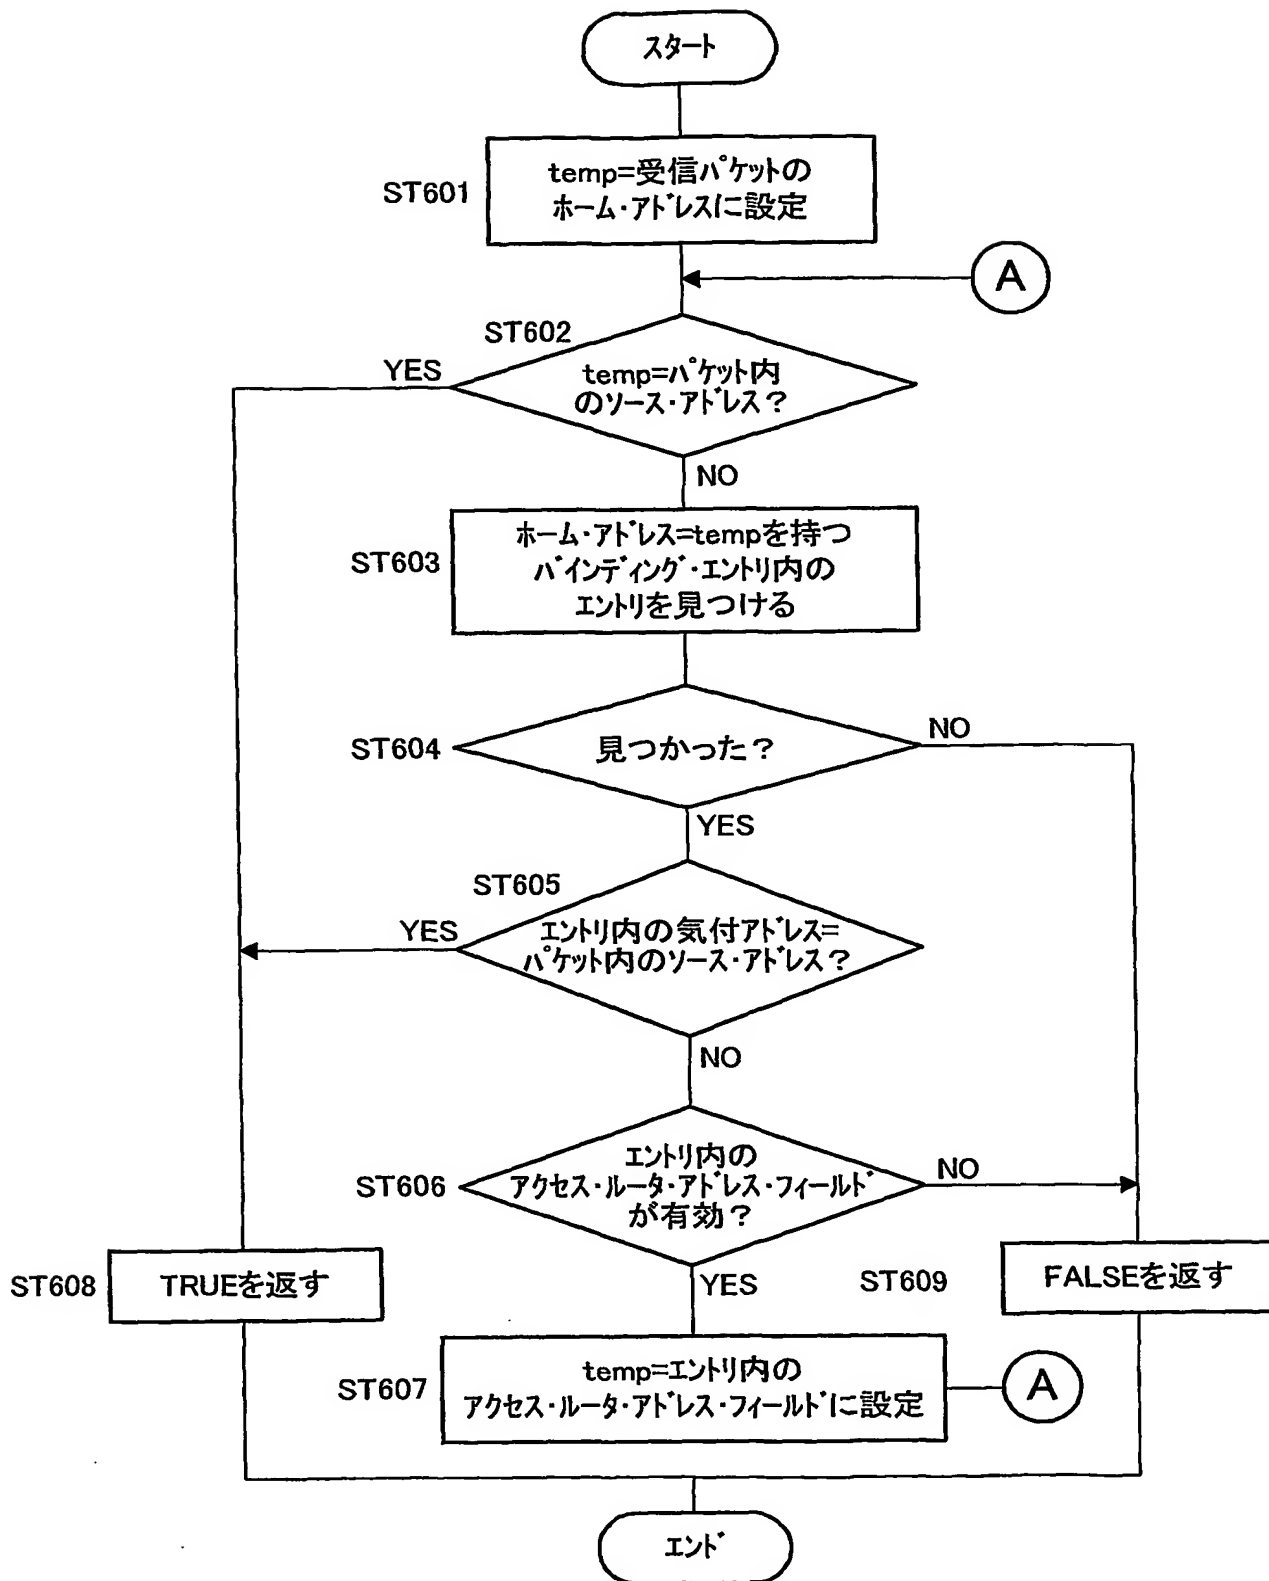 スタート
ST601
temp=受信パケットの
ホーム・アドレスに設定
A
ST602
YES
temp=パケット内
のソース・アドレス?
NO
ST603
ホーム・アドレス=tempを持つ
バインディング・エントリ内の
エントリを見つける
ST604
見つかった?
NO
YES
ST605
YES
エントリ内の気付アドレス=
パケット内のソース・アドレス?
NO
ST606
エントリ内の
アクセス・ルータ・アドレス・フィールド
が有効?
NO
YES
ST608
TRUEを返す
ST609
FALSEを返す
ST607
temp=エントリ内の
アクセス・ルータ・アドレス・フィールドに設定
A
エンド